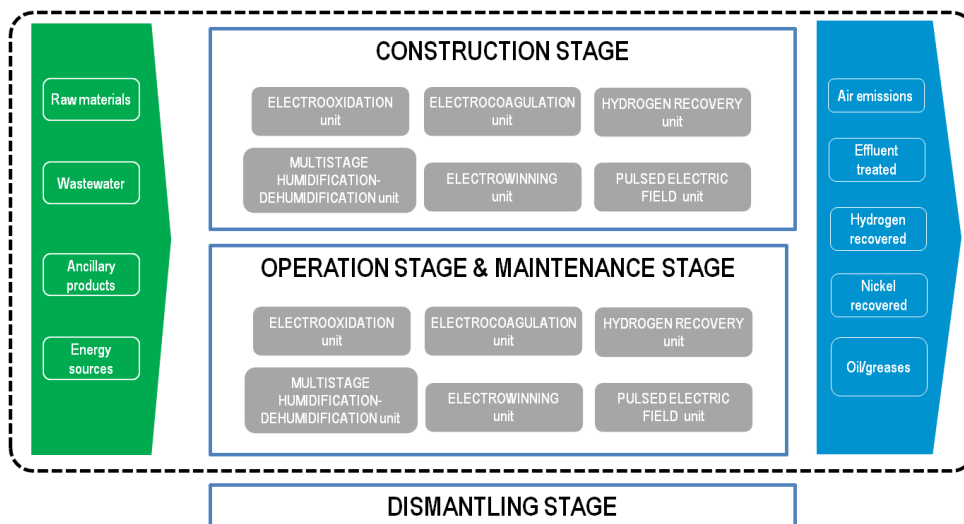 CONSTRUCTION STAGE
Raw materials
Wastewater
Ancillary
products
Energy
sources
ELECTROOXIDATION
unit
ELECTROCOAGULATION
unit
HYDROGEN RECOVERY
unit
MULTISTAGE
HUMIDIFICATION-
DEHUMIDIFICATION unit
ELECTROWINNING
unit
PULSED ELECTRIC
FIELD unit
OPERATION STAGE & MAINTENANCE STAGE
ELECTROOXIDATION
unit
ELECTROCOAGULATION
unit
HYDROGEN RECOVERY
unit
MULTISTAGE
HUMIDIFICATION-
DEHUMIDIFICATION unit
ELECTROWINNING
unit
PULSED ELECTRIC
FIELD unit
Air emissions
Effluent
treated
Hydrogen
recovered
Nickel
recovered
Oil/greases
DISMANTLING STAGE